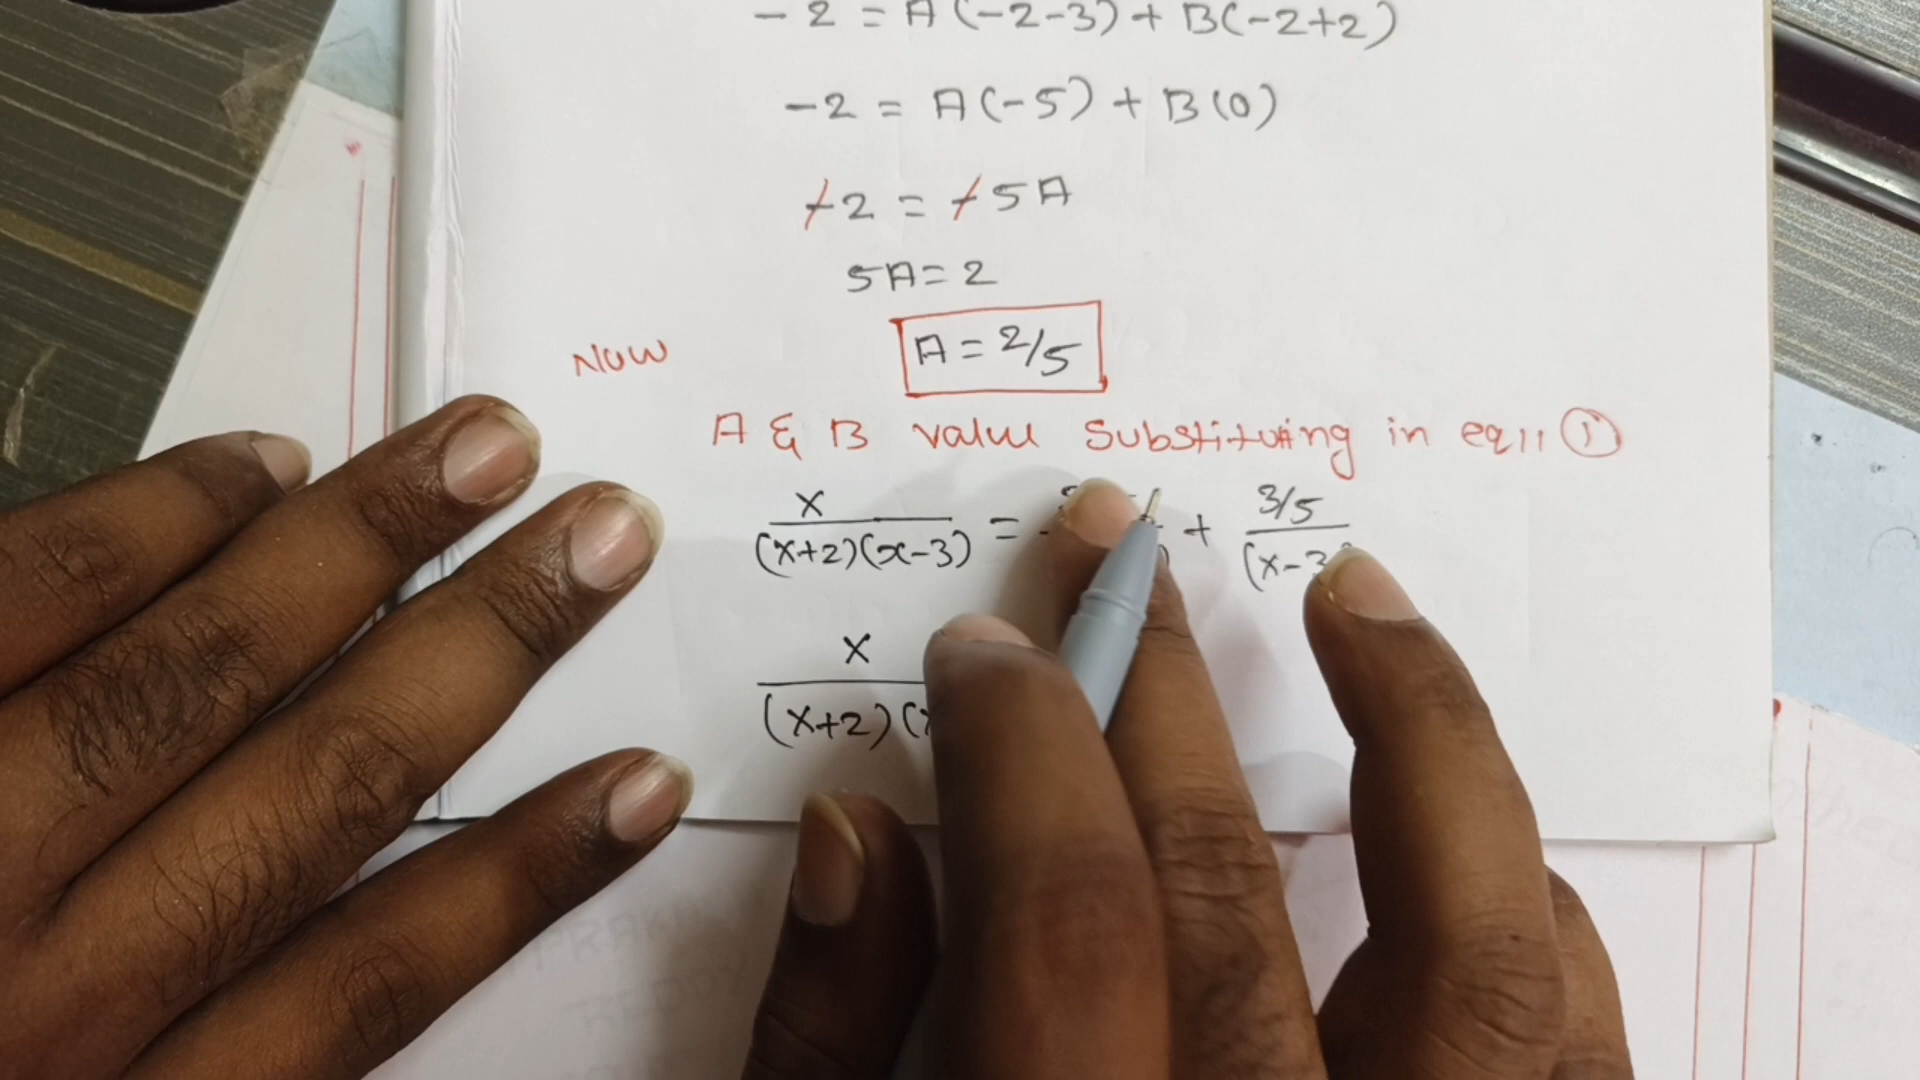 -2 = A(-2-3) + B(-2+2)
-2 = A(-5) + B(0)
-2 = -5A
5A = 2
A = 2/5
Now
A & B value Substituting in eq,, ①
x/((x+2)(x-3)) = + (3/5)/(x-3
x/((x+2)(